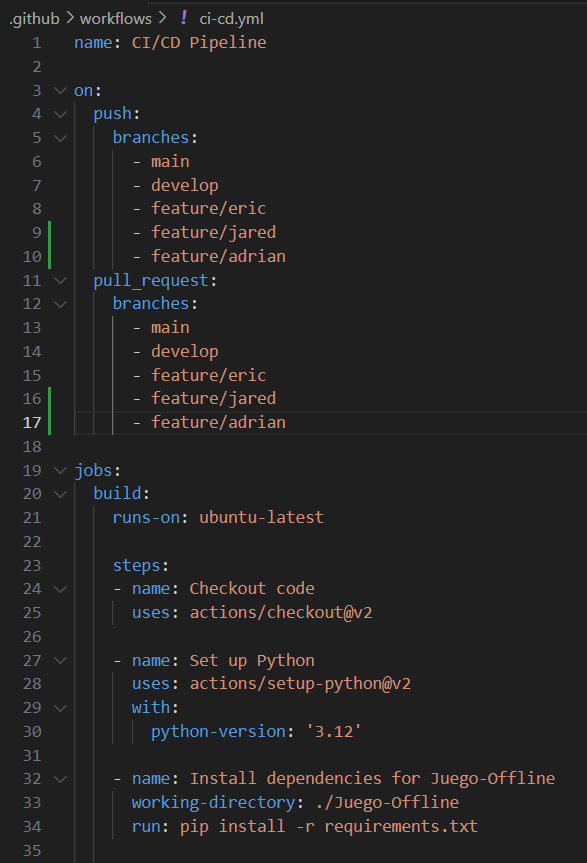 .github > workflows > ! ci-cd.yml
1 name: CI/CD Pipeline
2
3 on:
4   push:
5     branches:
6       - main
7       - develop
8       - feature/eric
9       - feature/jared
10       - feature/adrian
11   pull_request:
12     branches:
13       - main
14       - develop
15       - feature/eric
16       - feature/jared
17       - feature/adrian
18
19 jobs:
20   build:
21     runs-on: ubuntu-latest
22
23     steps:
24     - name: Checkout code
25       uses: actions/checkout@v2
26
27     - name: Set up Python
28       uses: actions/setup-python@v2
29       with:
30         python-version: '3.12'
31
32     - name: Install dependencies for Juego-Offline
33       working-directory: ./Juego-Offline
34       run: pip install -r requirements.txt
35